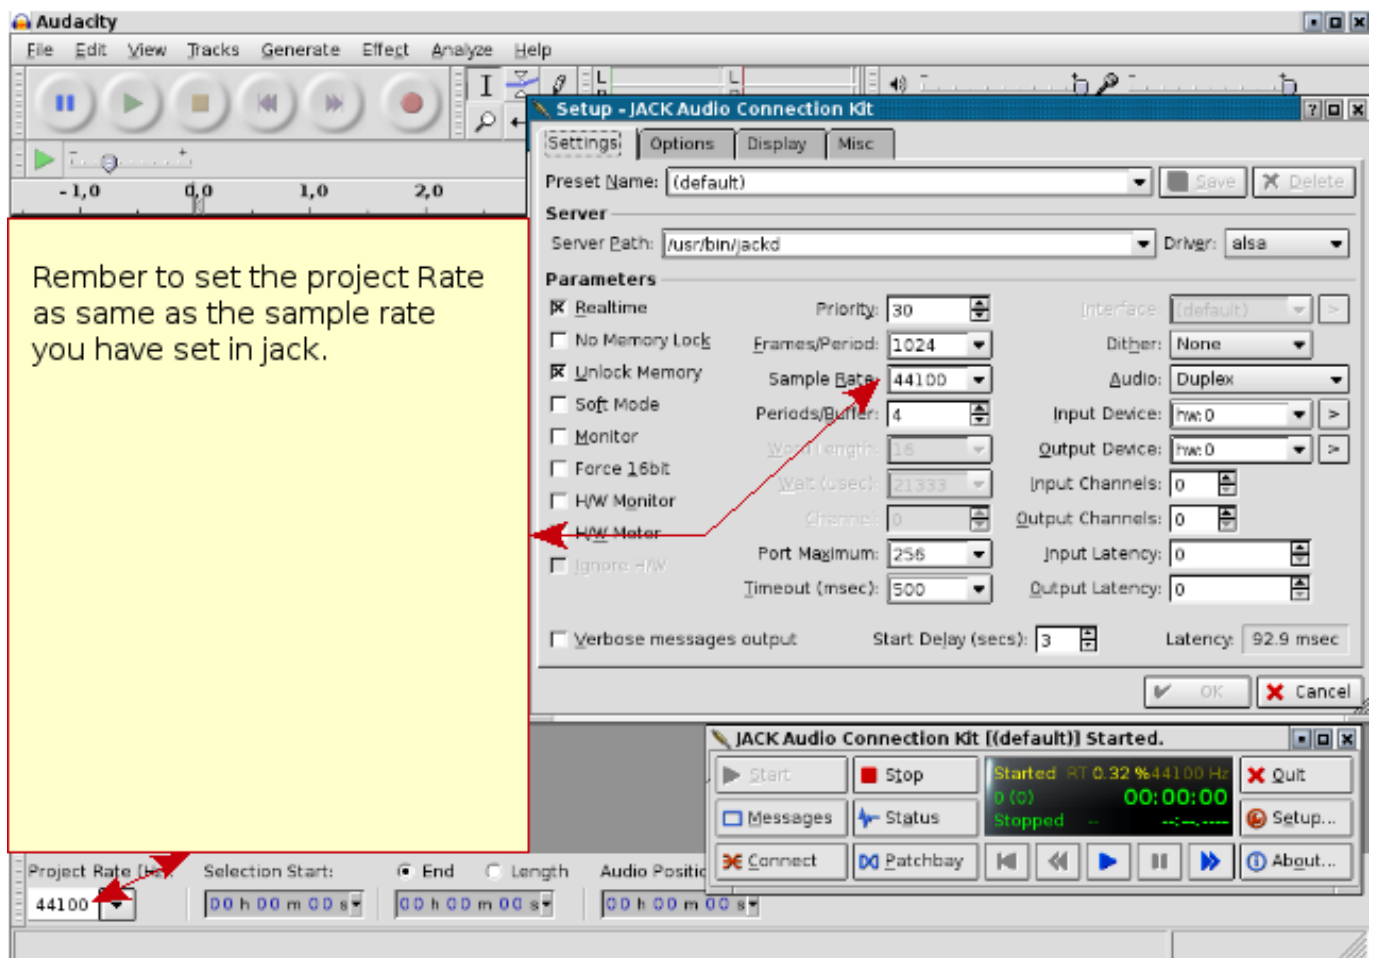 Audacity
File Edit View Tracks Generate Effect Analyze Help
L L
R R
Setup - JACK Audio Connection Kit
Settings Options Display Misc
-1,0 0,0 1,0 2,0
Preset Name: (default) Save Delete
Server
Server Path: /usr/bin/jackd Driver: alsa
Parameters
Rember to set the project Rate
as same as the sample rate
you have set in jack.
Realtime Priority: 30 Interface: (default) >
No Memory Lock Frames/Period: 1024 Dither: None
Unlock Memory Sample Rate: 44100 Audio: Duplex
Soft Mode Periods/Buffer: 4 Input Device: hw:0 >
Monitor Word Length: 16 Output Device: hw:0 >
Force 16bit Wait (usec): 21333 Input Channels: 0
H/W Monitor Channel: 0 Output Channels: 0
H/W Meter Port Maximum: 256 Input Latency: 0
Ignore H/W Timeout (msec): 500 Output Latency: 0
Verbose messages output Start Delay (secs): 3 Latency: 92.9 msec
OK Cancel
JACK Audio Connection Kit [(default)] Started.
Start Stop Started RT 0.32 % 44100 Hz Quit
0 (0) 00:00:00
Messages Status Stopped -- --:--.---- Setup...
Connect Patchbay About...
Project Rate (Hz): Selection Start: End Length Audio Positio
44100 00 h 00 m 00 s 00 h 00 m 00 s 00 h 00 m 00 s